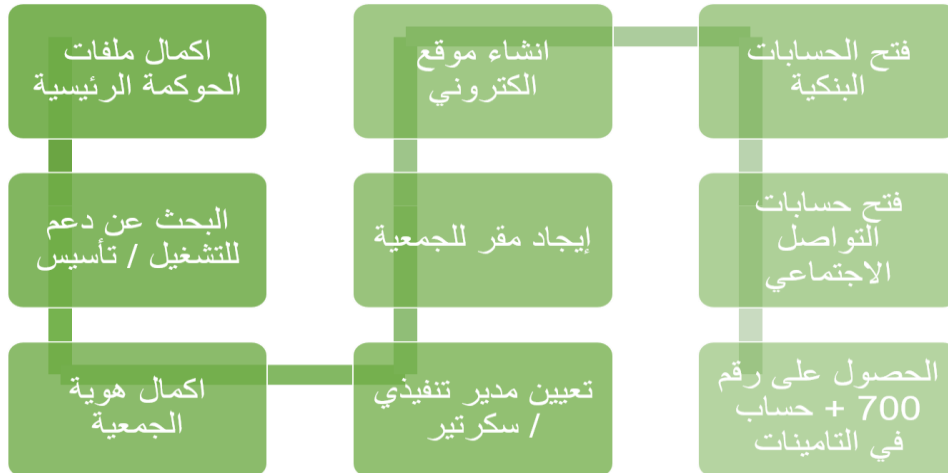 اكمال ملفات
الحوكمة الرئيسية
البحث عن دعم
للتشغيل / تأسيس
اكمال هوية
الجمعية
تعيين مدير تنفيذي
/ سكرتير
إيجاد مقر للجمعية
انشاء موقع
الكتروني
فتح الحسابات
البنكية
فتح حسابات
التواصل
الاجتماعي
الحصول على رقم
700 + حساب
في التامينات